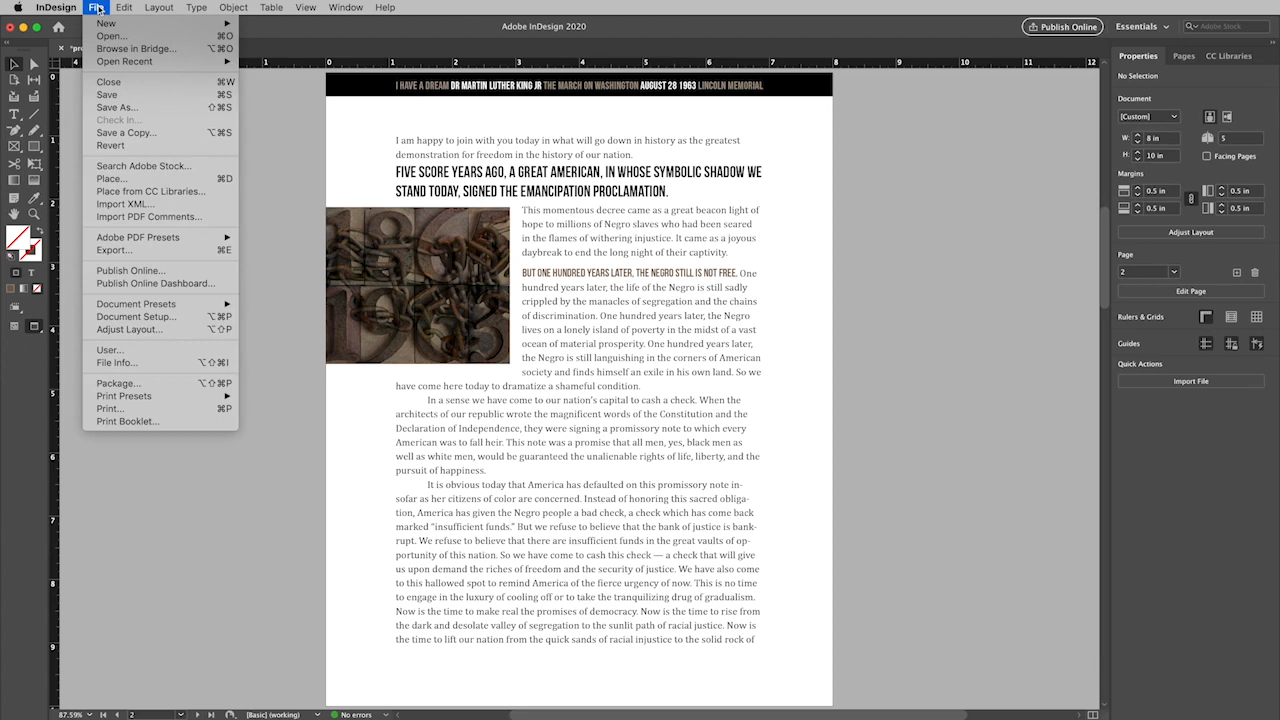 InDesign File Edit Layout Type Object Table View Window Help
Adobe InDesign 2020
Publish Online
Essentials
Adobe Stock
New
Open... ⌘O
Browse in Bridge... ⌥⌘O
Open Recent
Close ⌘W
Save ⌘S
Save As... ⇧⌘S
Check In...
Save a Copy... ⌥⌘S
Revert
Search Adobe Stock...
Place... ⌘D
Place from CC Libraries...
Import XML...
Import PDF Comments...
Adobe PDF Presets
Export... ⌘E
Publish Online...
Publish Online Dashboard...
Document Presets
Document Setup... ⌥⌘P
Adjust Layout... ⌥⇧P
User...
File Info... ⌥⇧⌘I
Package... ⌥⇧⌘P
Print Presets
Print... ⌘P
Print Booklet...
4 1 0 1 2 3 4 5 6 7 8 9 10 11 12
0
1
2
3
4
5
6
7
8
9
I HAVE A DREAM DR MARTIN LUTHER KING JR THE MARCH ON WASHINGTON AUGUST 28 1963 LINCOLN MEMORIAL
I am happy to join with you today in what will go down in history as the greatest
demonstration for freedom in the history of our nation.
FIVE SCORE YEARS AGO, A GREAT AMERICAN, IN WHOSE SYMBOLIC SHADOW WE
STAND TODAY, SIGNED THE EMANCIPATION PROCLAMATION.
This momentous decree came as a great beacon light of
hope to millions of Negro slaves who had been seared
in the flames of withering injustice. It came as a joyous
daybreak to end the long night of their captivity.
BUT ONE HUNDRED YEARS LATER, THE NEGRO STILL IS NOT FREE. One
hundred years later, the life of the Negro is still sadly
crippled by the manacles of segregation and the chains
of discrimination. One hundred years later, the Negro
lives on a lonely island of poverty in the midst of a vast
ocean of material prosperity. One hundred years later,
the Negro is still languishing in the corners of American
society and finds himself an exile in his own land. So we
have come here today to dramatize a shameful condition.
In a sense we have come to our nation's capital to cash a check. When the
architects of our republic wrote the magnificent words of the Constitution and the
Declaration of Independence, they were signing a promissory note to which every
American was to fall heir. This note was a promise that all men, yes, black men as
well as white men, would be guaranteed the unalienable rights of life, liberty, and the
pursuit of happiness.
It is obvious today that America has defaulted on this promissory note in-
sofar as her citizens of color are concerned. Instead of honoring this sacred obliga-
tion, America has given the Negro people a bad check, a check which has come back
marked "insufficient funds." But we refuse to believe that the bank of justice is bank-
rupt. We refuse to believe that there are insufficient funds in the great vaults of op-
portunity of this nation. So we have come to cash this check — a check that will give
us upon demand the riches of freedom and the security of justice. We have also come
to this hallowed spot to remind America of the fierce urgency of now. This is no time
to engage in the luxury of cooling off or to take the tranquilizing drug of gradualism.
Now is the time to make real the promises of democracy. Now is the time to rise from
the dark and desolate valley of segregation to the sunlit path of racial justice. Now is
the time to lift our nation from the quick sands of racial injustice to the solid rock of
Properties Pages CC Libraries
No Selection
Document
[Custom]
W: 8 in 5
H: 10 in Facing Pages
Margins
0.5 in 0.5 in
0.5 in 0.5 in
Adjust Layout
Page
2
Edit Page
Rulers & Grids
Guides
Quick Actions
Import File
87.59% 2 [Basic] (working) No errors